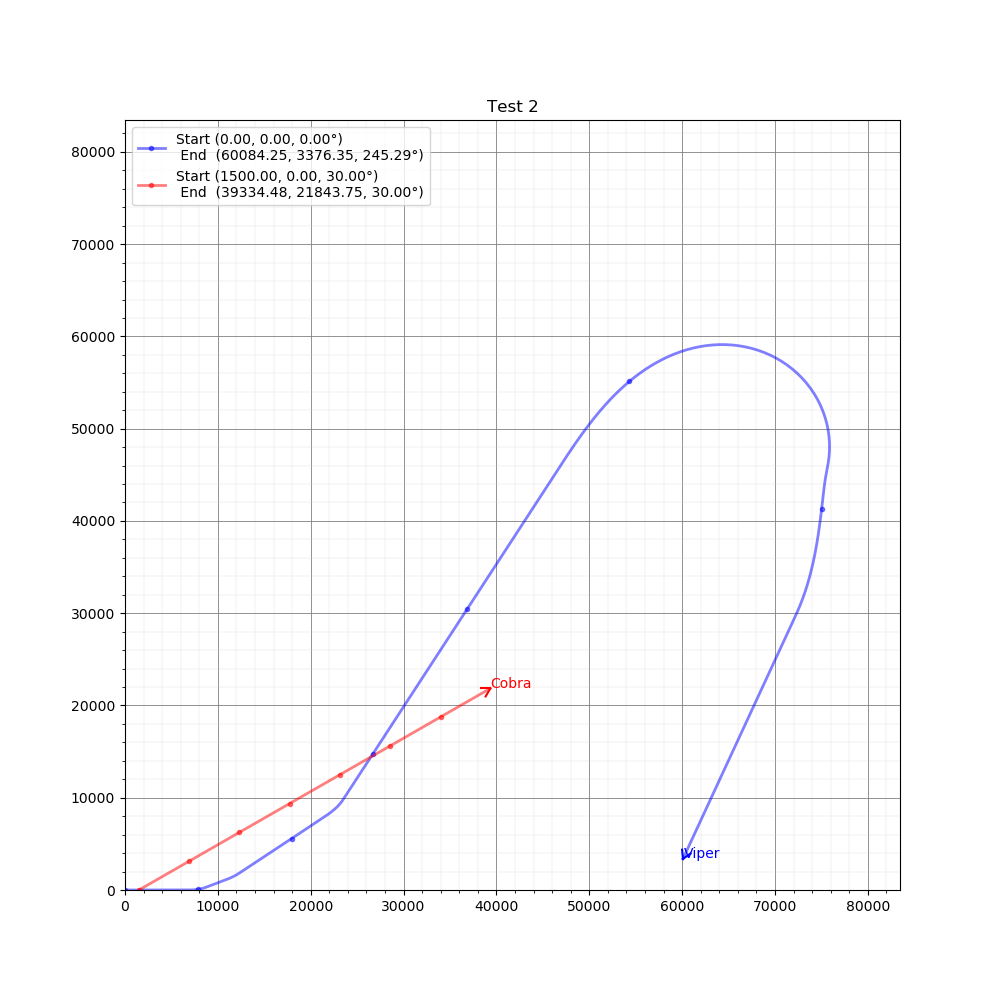 Test 2
Start (0.00, 0.00, 0.00°)
End (60084.25, 3376.35, 245.29°)
Start (1500.00, 0.00, 30.00°)
End (39334.48, 21843.75, 30.00°)
80000
70000
60000
50000
40000
30000
20000
10000
0
Cobra
Viper
0 10000 20000 30000 40000 50000 60000 70000 80000